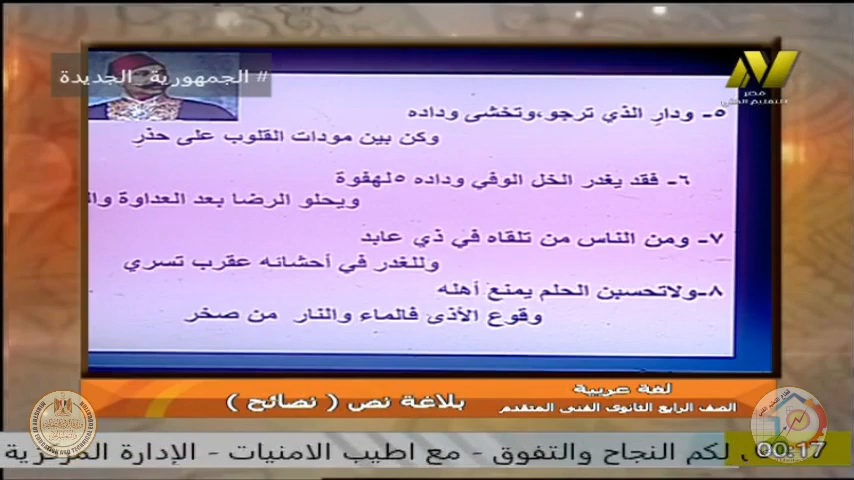 # الجمهورية_الجديدة
مصر
٥- ودارِ الذي ترجو،وتخشى وداده
وكن بين مودات القلوب على حذرِ
٦- فقد يغدر الخل الوفي وداده ٥لهفوة
ويحلو الرضا بعد العداوة
٧- ومن الناس من تلقاه في ذي عابد
وللغدر في أحشائه عقرب تسري
٨-ولاتحسبن الحلم يمنع أهله
وقوع الأذى فالماء والنار من صخر
لغة عربية
الصف الرابع الثانوى الفنى المتقدم
بلاغة نص ( نصائح )
لكم النجاح والتفوق - مع اطيب الامنيات - الإدارة المركزية
00:17